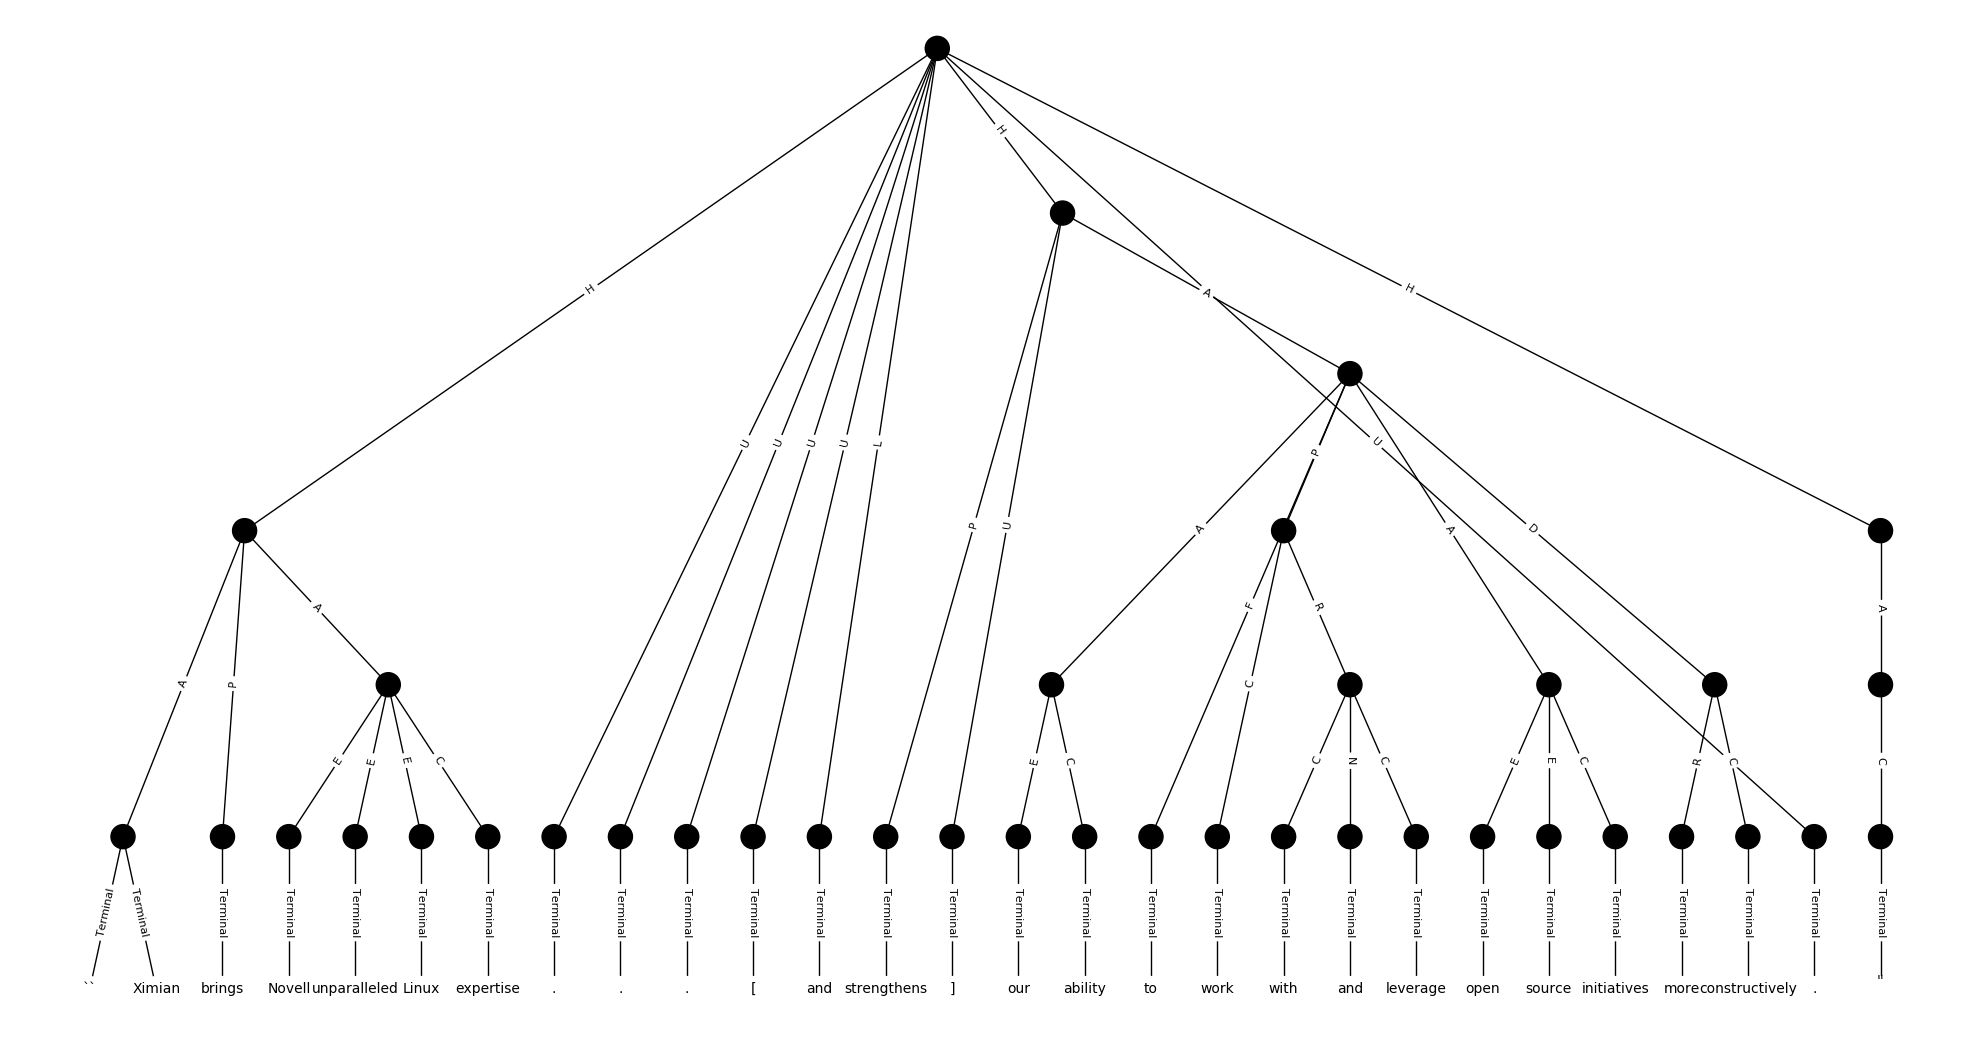 H
H
A
H
U
U
U
U
L
U
P
P
U
A
A
D
A
F
R
A
A
P
C
E
E
E
C
E
C
C
N
C
E
E
C
R
C
C
Terminal Terminal Terminal Terminal Terminal Terminal Terminal Terminal Terminal Terminal Terminal Terminal Terminal Terminal Terminal Terminal Terminal Terminal Terminal Terminal Terminal Terminal Terminal Terminal Terminal Terminal Terminal Terminal
`` Ximian brings Novell unparalleled Linux expertise . . . [ and strengthens ] our ability to work with and leverage open source initiatives more constructively . "